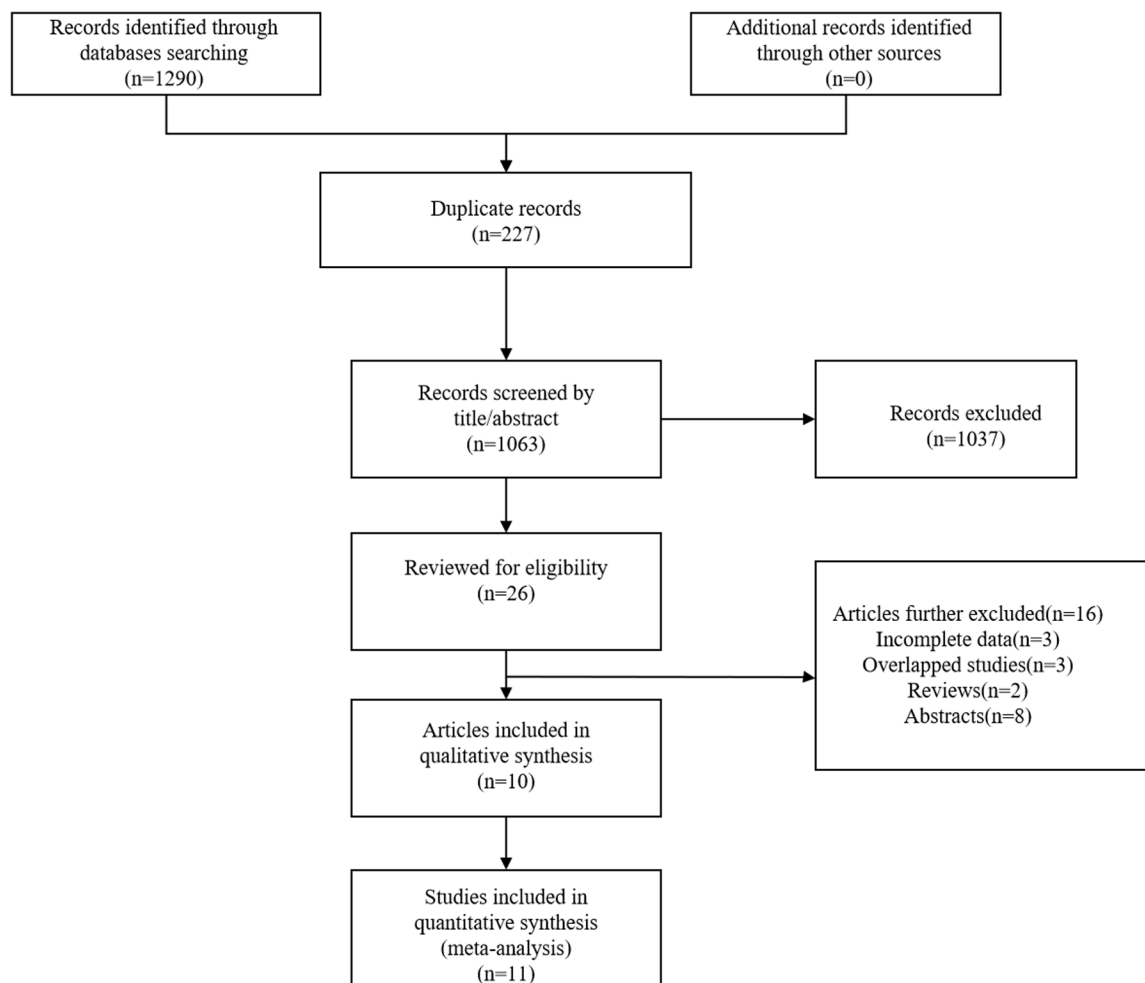 Records identified through
databases searching
(n=1290)
Additional records identified
through other sources
(n=0)
Duplicate records
(n=227)
Records screened by
title/abstract
(n=1063)
Records excluded
(n=1037)
Reviewed for eligibility
(n=26)
Articles further excluded(n=16)
Incomplete data(n=3)
Overlapped studies(n=3)
Reviews(n=2)
Abstracts(n=8)
Articles included in
qualitative synthesis
(n=10)
Studies included in
quantitative synthesis
(meta-analysis)
(n=11)